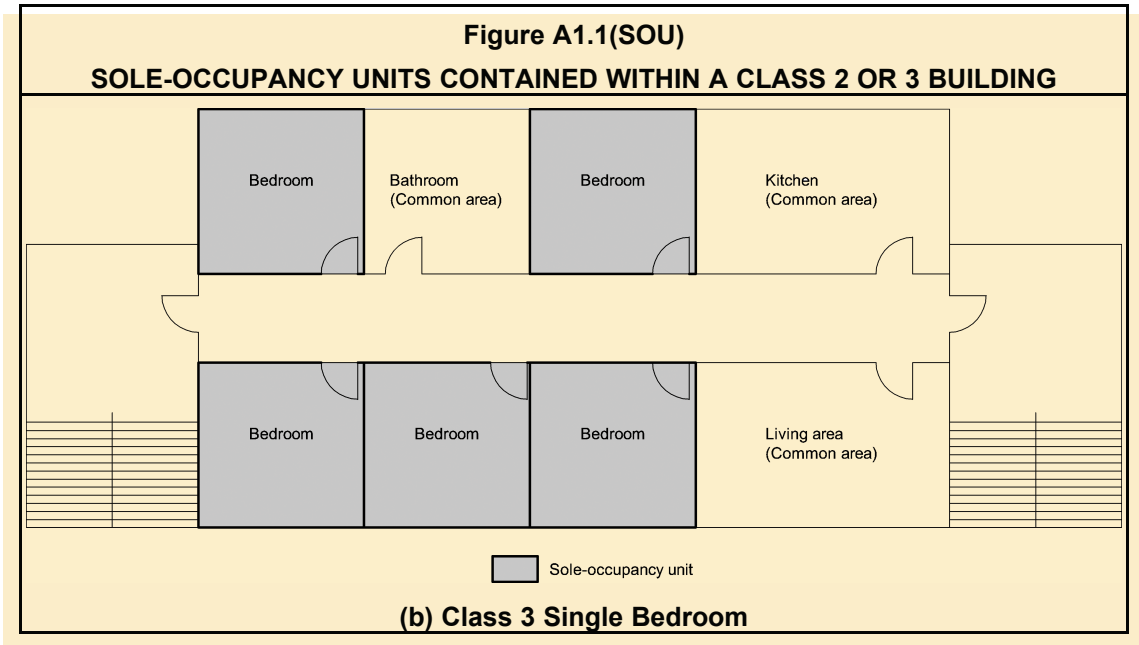 Figure A1.1(SOU)
SOLE-OCCUPANCY UNITS CONTAINED WITHIN A CLASS 2 OR 3 BUILDING
Bedroom
Bathroom
(Common area)
Bedroom
Kitchen
(Common area)
Bedroom
Bedroom
Bedroom
Living area
(Common area)
Sole-occupancy unit
(b) Class 3 Single Bedroom